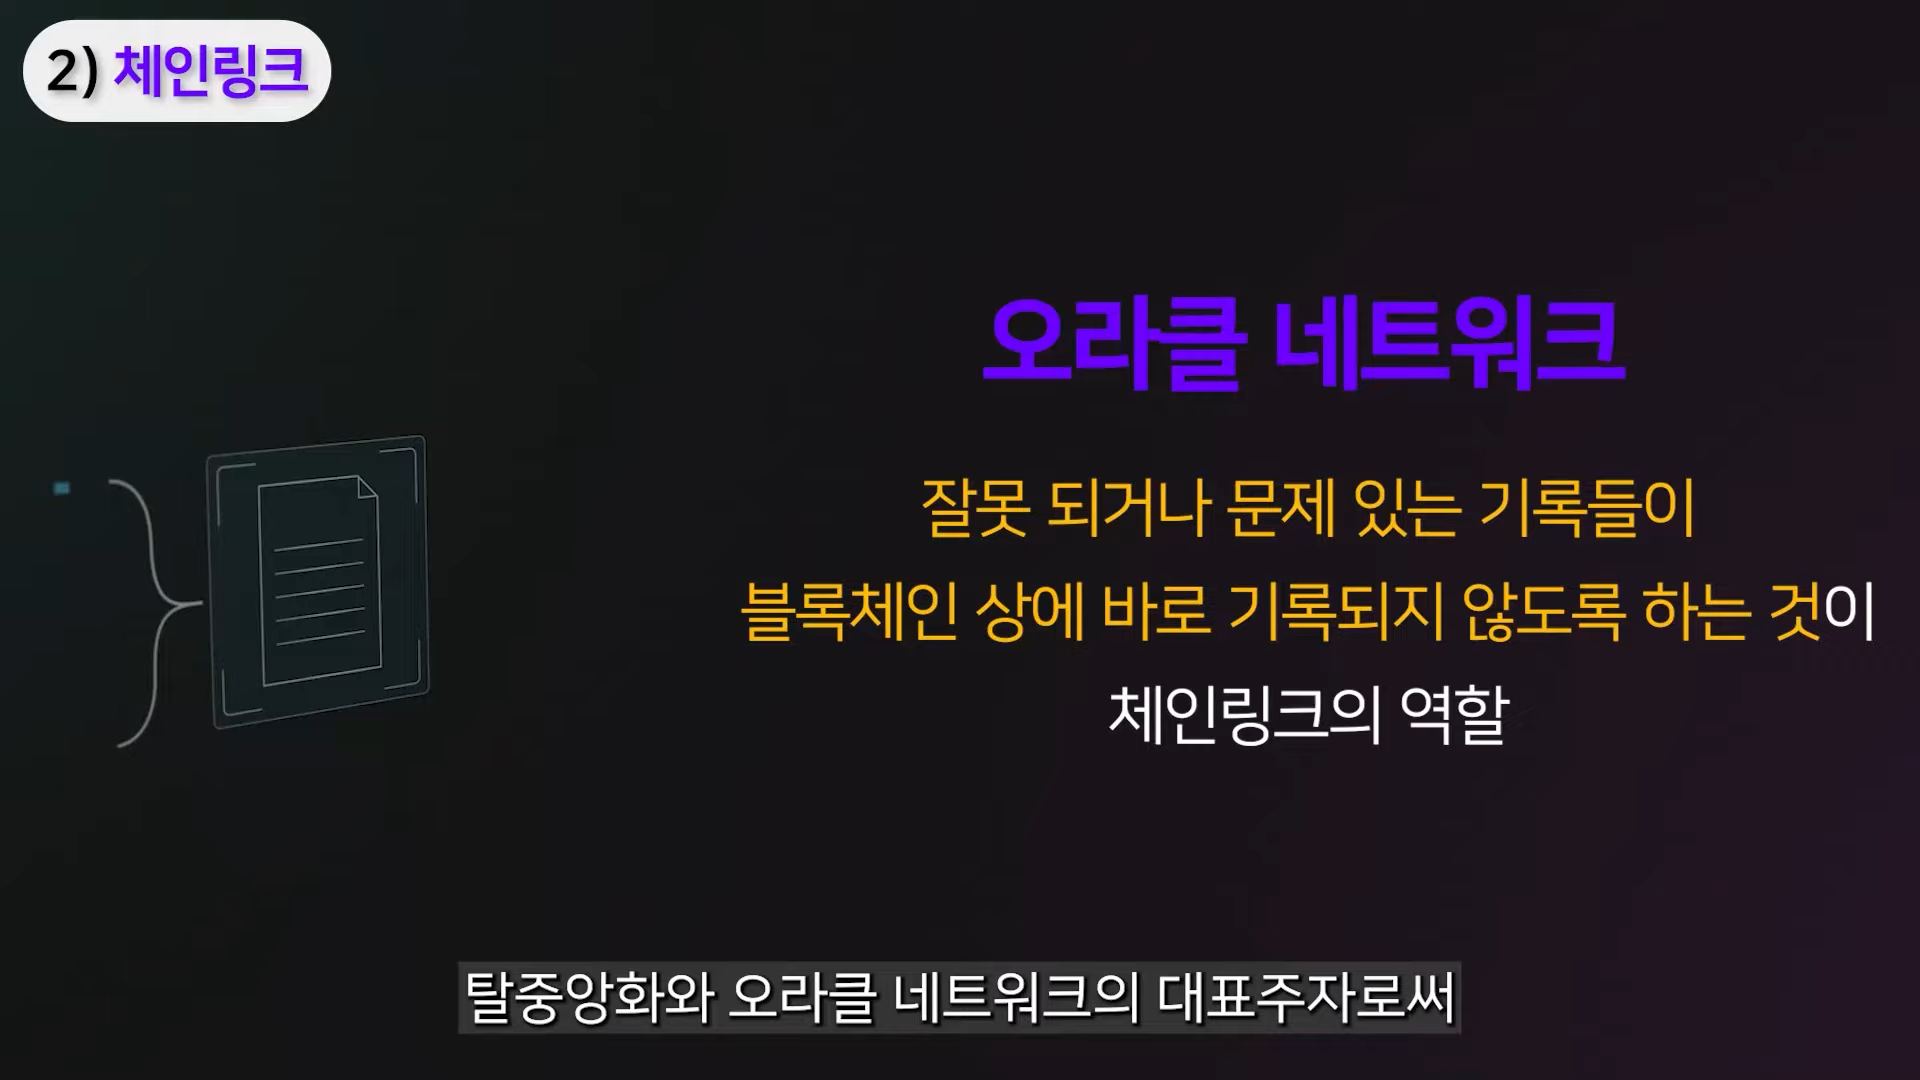 2) 체인링크
오라클 네트워크
잘못 되거나 문제 있는 기록들이
블록체인 상에 바로 기록되지 않도록 하는 것이
체인링크의 역할
탈중앙화와 오라클 네트워크의 대표주자로써